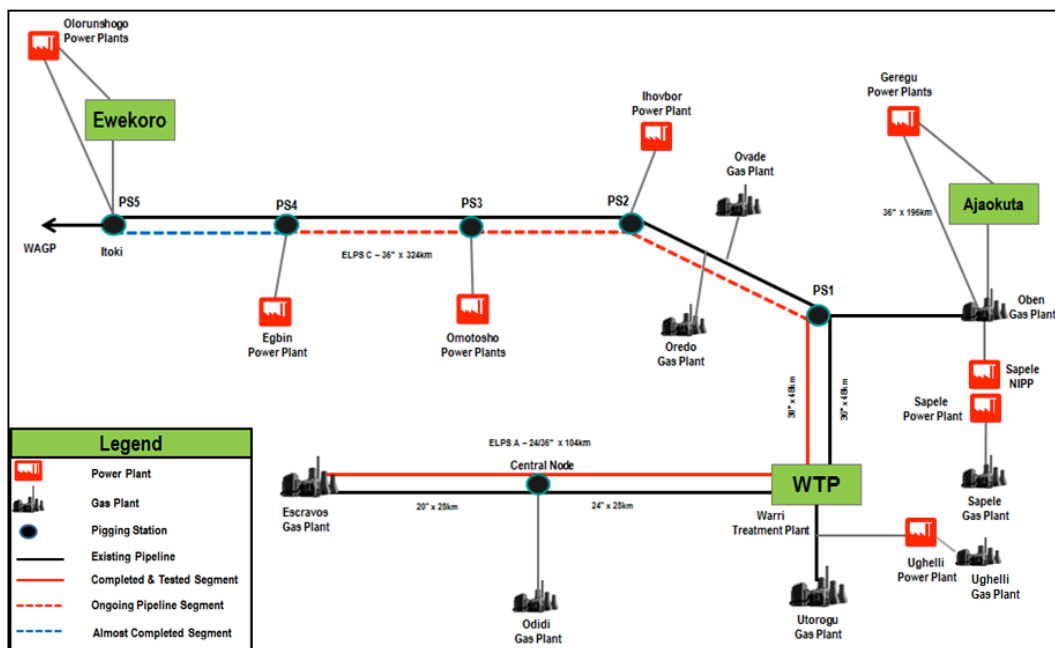 Olorunshogo
Power Plants
Ewekoro
PS5
Itoki
WAGP
PS4
PS3
PS2
ELPS C – 36" x 324km
Egbin
Power Plant
Omotosho
Power Plants
Ihovbor
Power Plant
Ovade
Gas Plant
Oredo
Gas Plant
PS1
Geregu
Power Plants
36" x 196km
Ajaokuta
Oben
Gas Plant
Sapele
NIPP
Sapele
Power Plant
Sapele
Gas Plant
30" x 48km
36" x 48km
ELPS A – 24/36" x 104km
Central Node
Escravos
Gas Plant
20" x 28km
24" x 28km
WTP
Warri
Treatment Plant
Odidi
Gas Plant
Utorogu
Gas Plant
Ughelli
Power Plant
Ughelli
Gas Plant
Legend
Power Plant
Gas Plant
Pigging Station
Existing Pipeline
Completed & Tested Segment
Ongoing Pipeline Segment
Almost Completed Segment